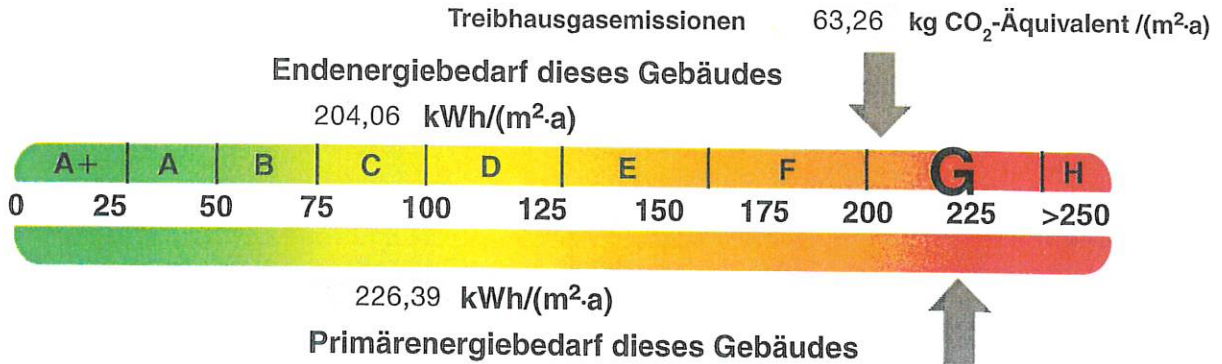 Treibhausgasemissionen 63,26 kg CO₂-Äquivalent /(m²·a)
Endenergiebedarf dieses Gebäudes
204,06 kWh/(m²·a)
A+ A B C D E F G H
0 25 50 75 100 125 150 175 200 225 >250
226,39 kWh/(m²·a)
Primärenergiebedarf dieses Gebäudes